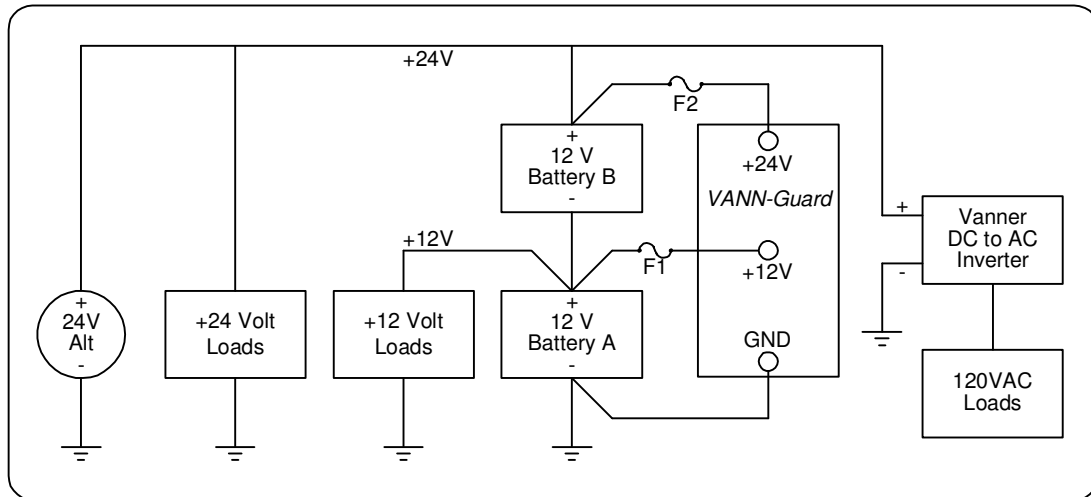 +24V
F2
+
12 V
Battery B
-
+24V
VANN-Guard
+12V
F1
+12V
+
24V
Alt
-
+24 Volt
Loads
+12 Volt
Loads
+
12 V
Battery A
-
GND
+
-
Vanner
DC to AC
Inverter
120VAC
Loads